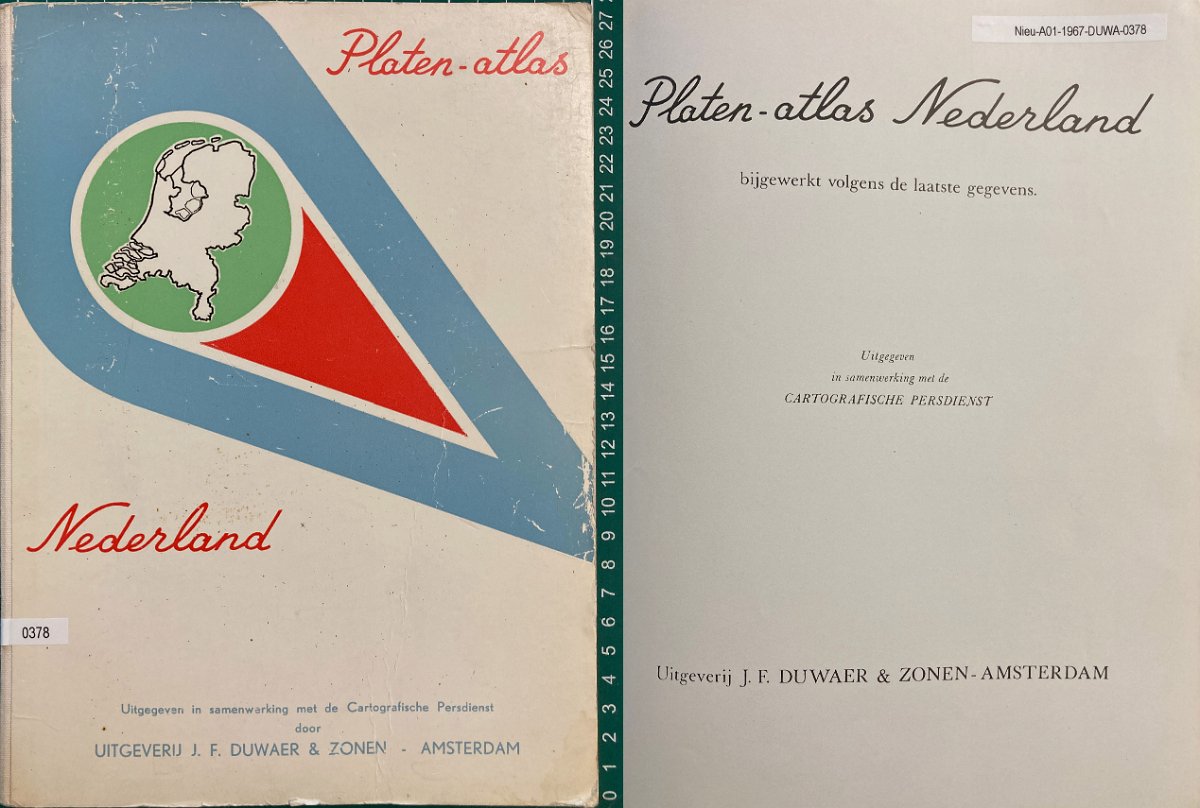 Platen-atlas
Nederland
0378
Uitgegeven in samenwerking met de Cartografische Persdienst
door
UITGEVERIJ J. F. DUWAER & ZONEN - AMSTERDAM
27
26
25
24
23
22
21
20
19
18
17
16
15
14
13
12
11
10
9
8
7
6
5
4
3
2
1
0
Nieu-A01-1967-DUWA-0378
Platen-atlas Nederland
bijgewerkt volgens de laatste gegevens.
Uitgegeven
in samenwerking met de
CARTOGRAFISCHE PERSDIENST
Uitgeverij J. F. DUWAER & ZONEN-AMSTERDAM